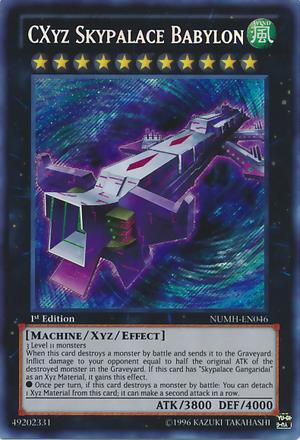 CXyz Skypalace Babylon
WIND
風
1st Edition
NUMH-EN046
[Machine/Xyz/Effect]
3 Level 11 monsters
When this card destroys a monster by battle and sends it to the Graveyard:
Inflict damage to your opponent equal to half the original ATK of the
destroyed monster in the Graveyard. If this card has "Skypalace Gangaridai"
as an Xyz Material, it gains this effect.
● Once per turn, if this card destroys a monster by battle: You can detach
1 Xyz Material from this card; it can make a second attack in a row.
ATK/3800 DEF/4000
49202331
©1996 KAZUKI TAKAHASHI